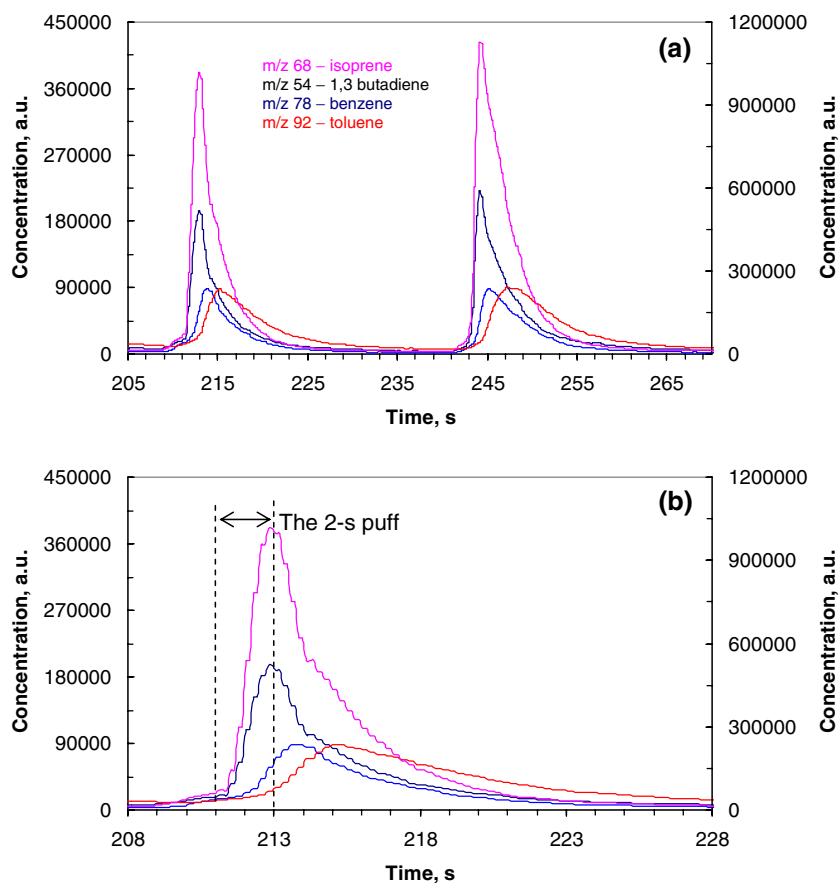 (a)
450000
360000
270000
180000
90000
0
Concentration, a.u.
m/z 68 – isoprene
m/z 54 – 1,3 butadiene
m/z 78 – benzene
m/z 92 – toluene
1200000
900000
600000
300000
0
Concentration, a.u.
205 215 225 235 245 255 265
Time, s
(b)
450000
360000
270000
180000
90000
0
Concentration, a.u.
The 2-s puff
1200000
900000
600000
300000
0
Concentration, a.u.
208 213 218 223 228
Time, s